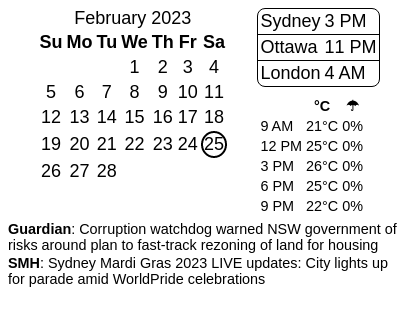 February 2023
Su Mo Tu We Th Fr Sa
1 2 3 4
5 6 7 8 9 10 11
12 13 14 15 16 17 18
19 20 21 22 23 24 25
26 27 28
Sydney 3 PM
Ottawa 11 PM
London 4 AM
°C ☂
9 AM 21°C 0%
12 PM 25°C 0%
3 PM 26°C 0%
6 PM 25°C 0%
9 PM 22°C 0%
Guardian: Corruption watchdog warned NSW government of
risks around plan to fast-track rezoning of land for housing
SMH: Sydney Mardi Gras 2023 LIVE updates: City lights up
for parade amid WorldPride celebrations